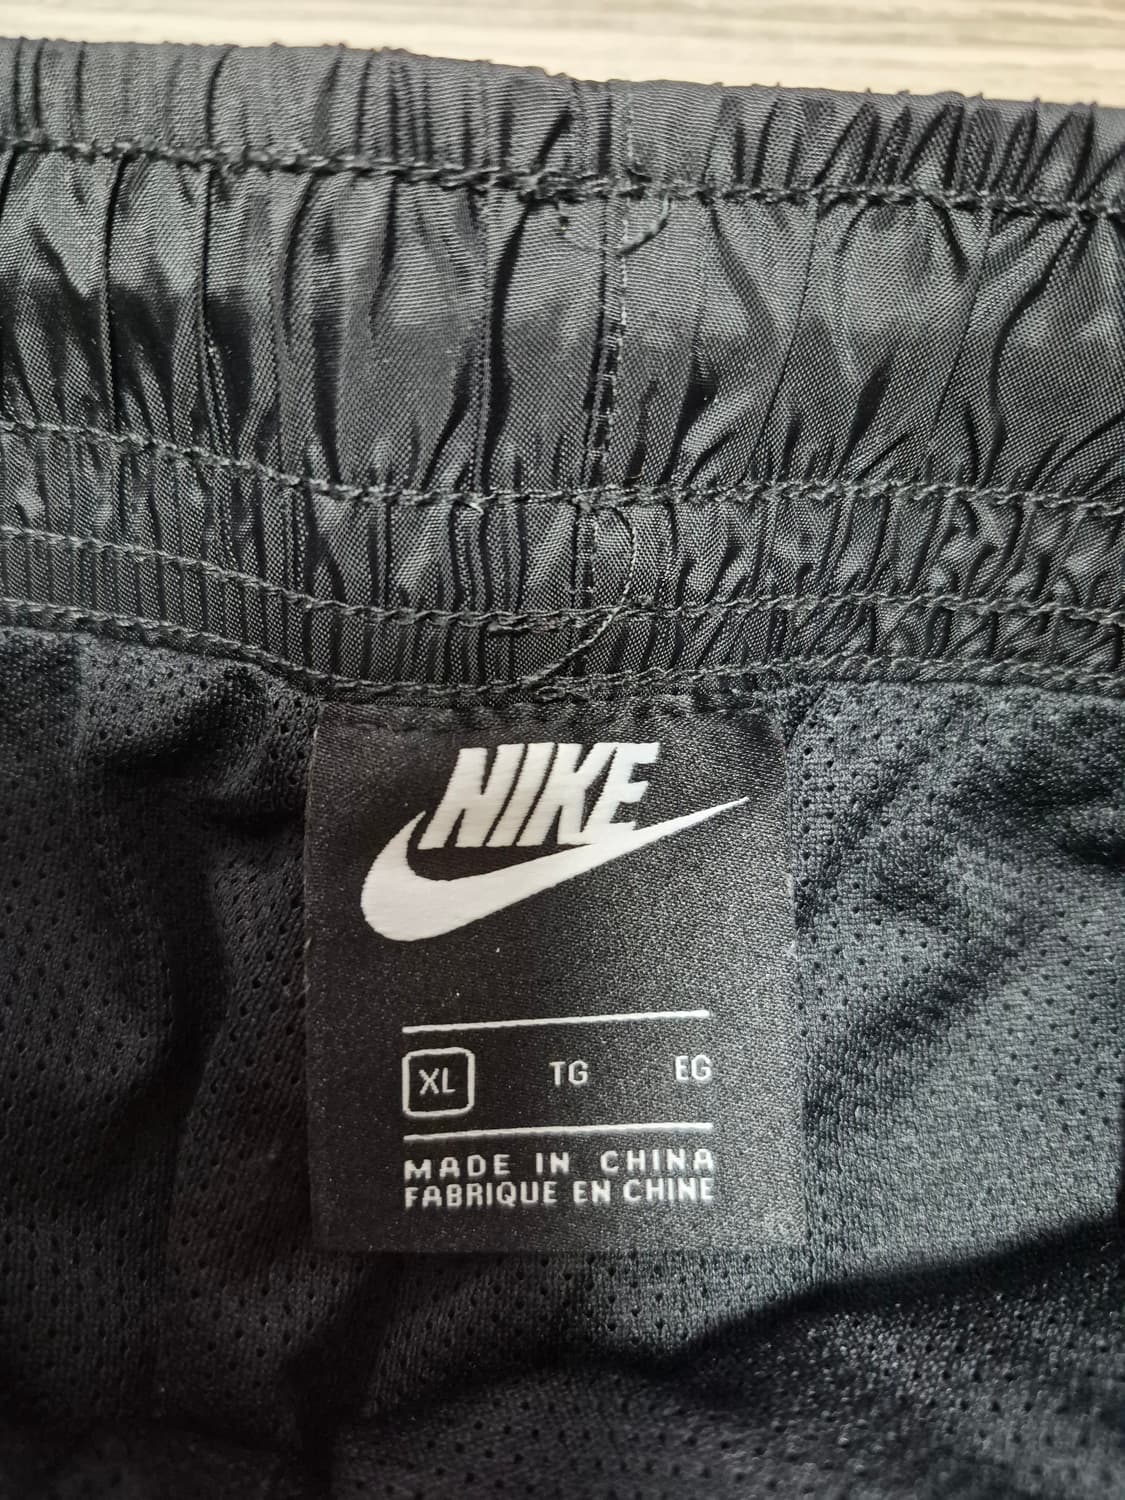 NIKE
XL TG EG
MADE IN CHINA
FABRIQUE EN CHINE